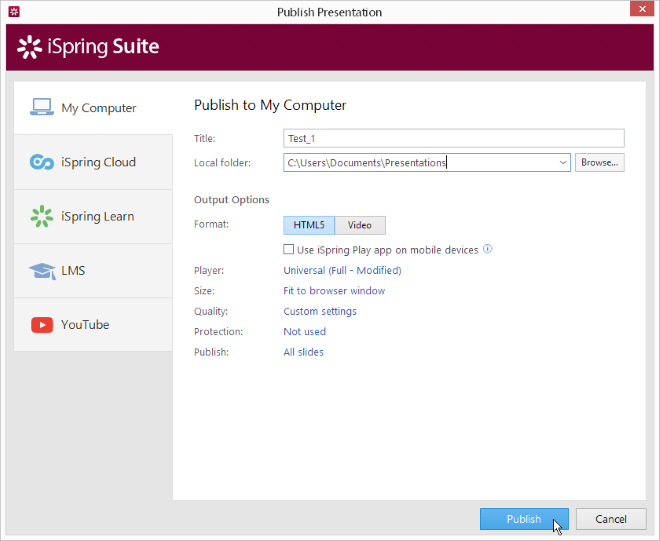 Publish Presentation
iSpring Suite
My Computer
iSpring Cloud
iSpring Learn
LMS
YouTube
Publish to My Computer
Title: Test_1
Local folder: C:\Users\Documents\Presentations Browse...
Output Options
Format: HTML5 Video
Use iSpring Play app on mobile devices
Player: Universal (Full - Modified)
Size: Fit to browser window
Quality: Custom settings
Protection: Not used
Publish: All slides
Publish Cancel